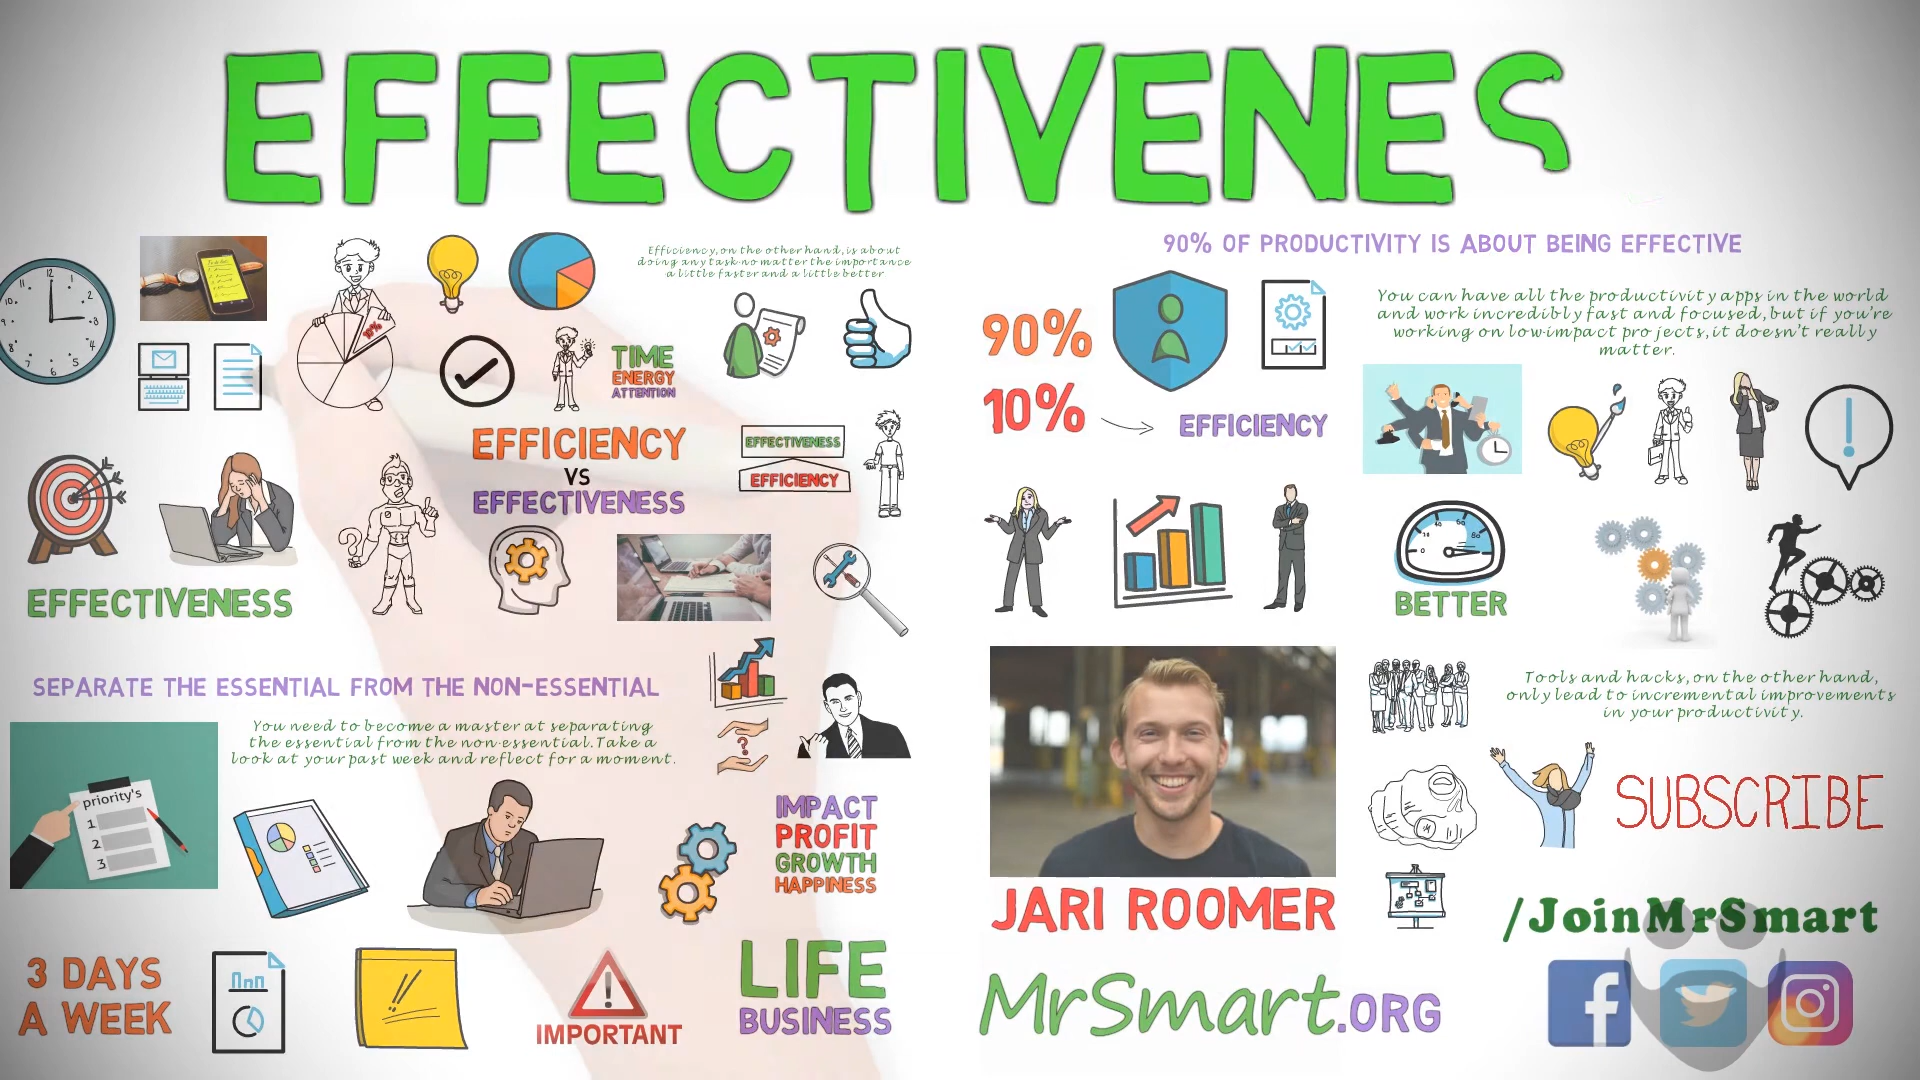 EFFECTIVENES
Efficiency, on the other hand, is about
doing any task no matter the importance
a little faster and a little better.
TIME
ENERGY
ATTENTION
EFFICIENCY
VS
EFFECTIVENESS
EFFECTIVENESS
EFFICIENCY
EFFECTIVENESS
SEPARATE THE ESSENTIAL FROM THE NON-ESSENTIAL
You need to become a master at separating
the essential from the non-essential. Take a
look at your past week and reflect for a moment.
priority's
1
2
3
IMPACT
PROFIT
GROWTH
HAPPINESS
3 DAYS
A WEEK
IMPORTANT
LIFE
BUSINESS
90% OF PRODUCTIVITY IS ABOUT BEING EFFECTIVE
90%
10%
EFFICIENCY
You can have all the productivity apps in the world
and work incredibly fast and focused, but if you're
working on low-impact projects, it doesn't really
matter.
BETTER
Tools and hacks, on the other hand,
only lead to incremental improvements
in your productivity.
JARI ROOMER
SUBSCRIBE
/JoinMrSmart
MrSmart.ORG